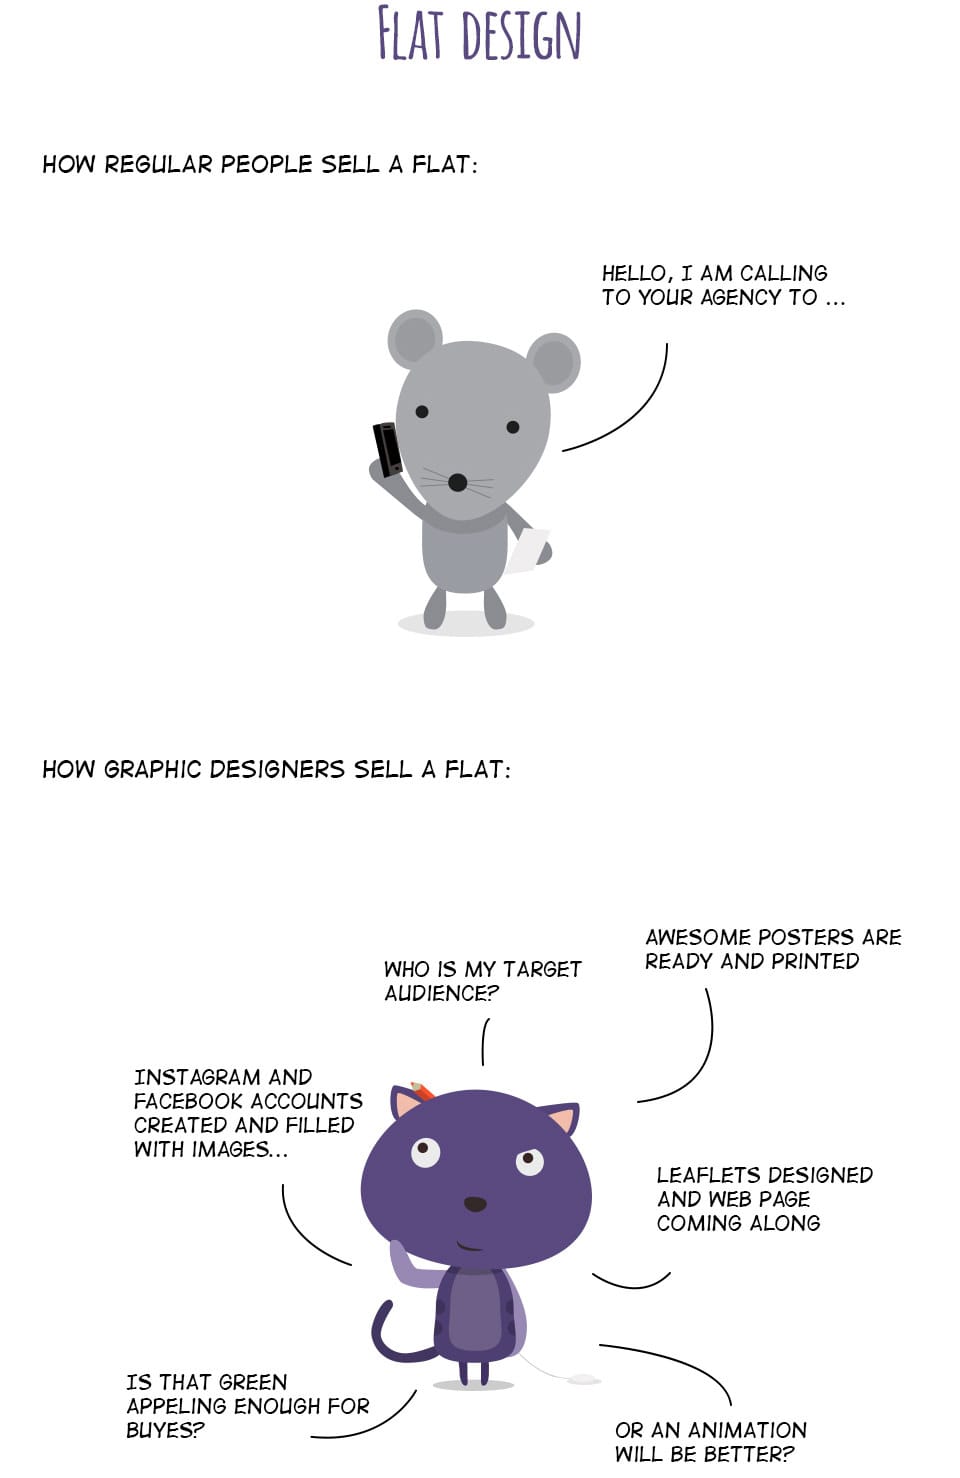 FLAT DESIGN
HOW REGULAR PEOPLE SELL A FLAT:
HELLO, I AM CALLING
TO YOUR AGENCY TO ...
HOW GRAPHIC DESIGNERS SELL A FLAT:
AWESOME POSTERS ARE
READY AND PRINTED
WHO IS MY TARGET
AUDIENCE?
INSTAGRAM AND
FACEBOOK ACCOUNTS
CREATED AND FILLED
WITH IMAGES...
LEAFLETS DESIGNED
AND WEB PAGE
COMING ALONG
IS THAT GREEN
APPELING ENOUGH FOR
BUYES?
OR AN ANIMATION
WILL BE BETTER?